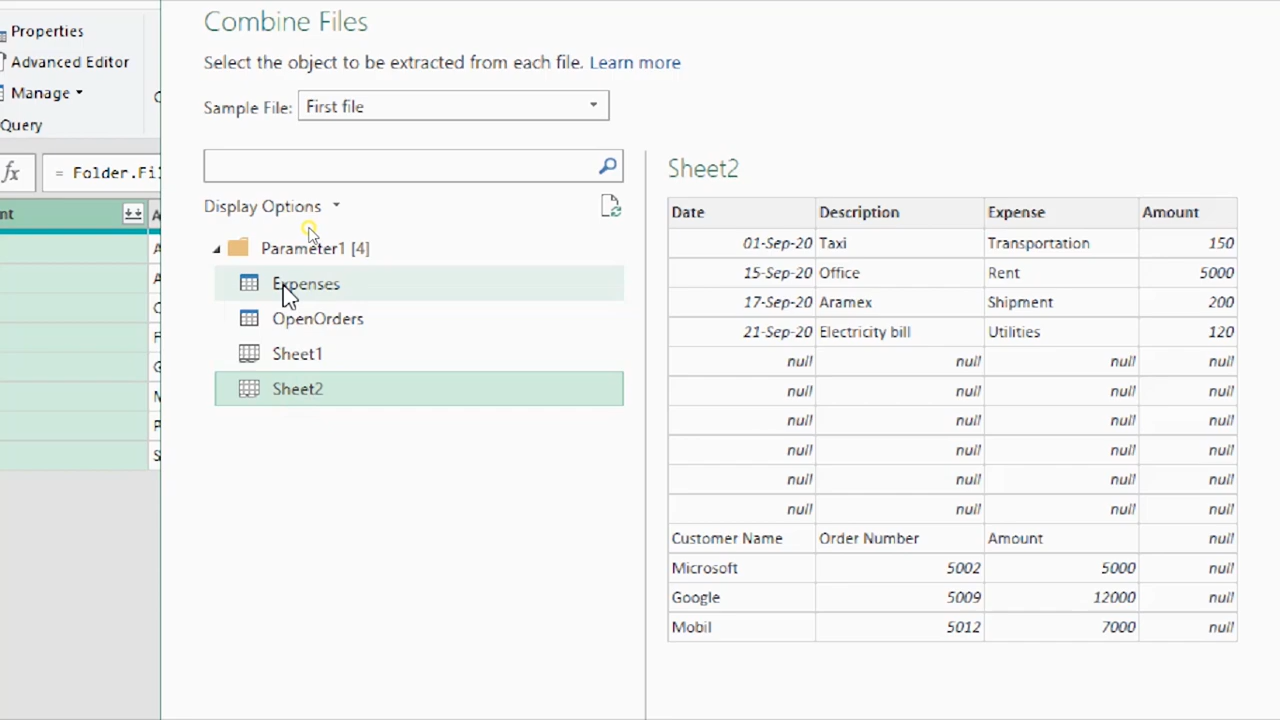 Properties
Advanced Editor
Manage
Query
fx
= Folder.Fi
nt
Combine Files
Select the object to be extracted from each file. Learn more
Sample File: First file
Display Options
Parameter1 [4]
Expenses
OpenOrders
Sheet1
Sheet2
Sheet2
Date Description Expense Amount
01-Sep-20 Taxi Transportation 150
15-Sep-20 Office Rent 5000
17-Sep-20 Aramex Shipment 200
21-Sep-20 Electricity bill Utilities 120
null null null null
null null null null
null null null null
null null null null
null null null null
null null null null
Customer Name Order Number Amount null
Microsoft 5002 5000 null
Google 5009 12000 null
Mobil 5012 7000 null